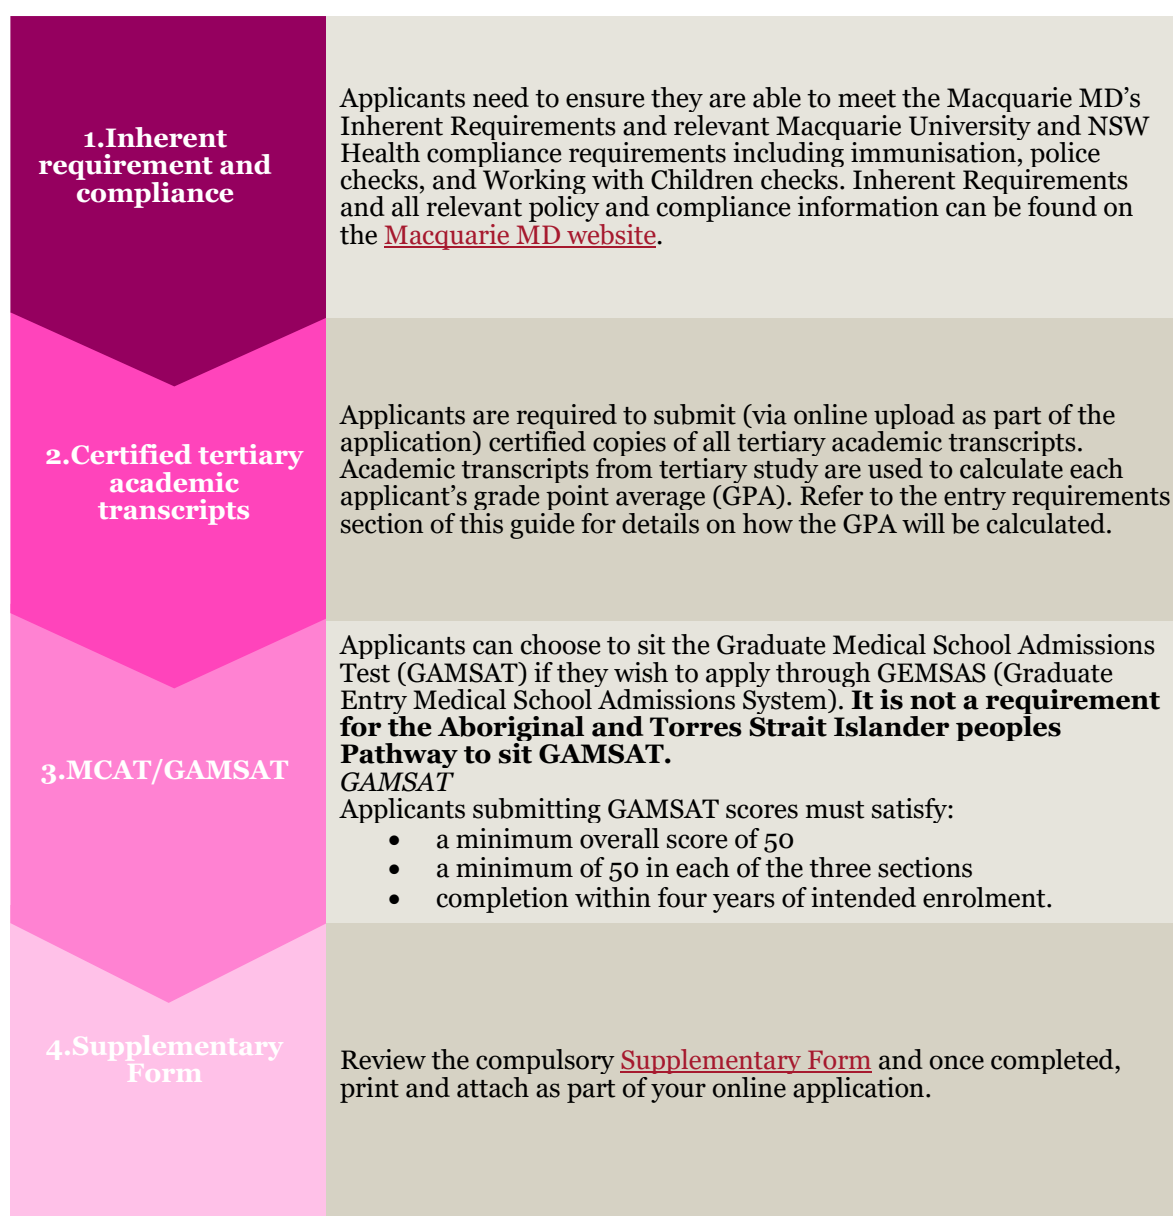 1.Inherent
requirement and
compliance
Applicants need to ensure they are able to meet the Macquarie MD’s
Inherent Requirements and relevant Macquarie University and NSW
Health compliance requirements including immunisation, police
checks, and Working with Children checks. Inherent Requirements
and all relevant policy and compliance information can be found on
the Macquarie MD website.
2.Certified tertiary
academic
transcripts
Applicants are required to submit (via online upload as part of the
application) certified copies of all tertiary academic transcripts.
Academic transcripts from tertiary study are used to calculate each
applicant’s grade point average (GPA). Refer to the entry requirements
section of this guide for details on how the GPA will be calculated.
3.MCAT/GAMSAT
Applicants can choose to sit the Graduate Medical School Admissions
Test (GAMSAT) if they wish to apply through GEMSAS (Graduate
Entry Medical School Admissions System). It is not a requirement
for the Aboriginal and Torres Strait Islander peoples
Pathway to sit GAMSAT.
GAMSAT
Applicants submitting GAMSAT scores must satisfy:
• a minimum overall score of 50
• a minimum of 50 in each of the three sections
• completion within four years of intended enrolment.
4.Supplementary
Form
Review the compulsory Supplementary Form and once completed,
print and attach as part of your online application.